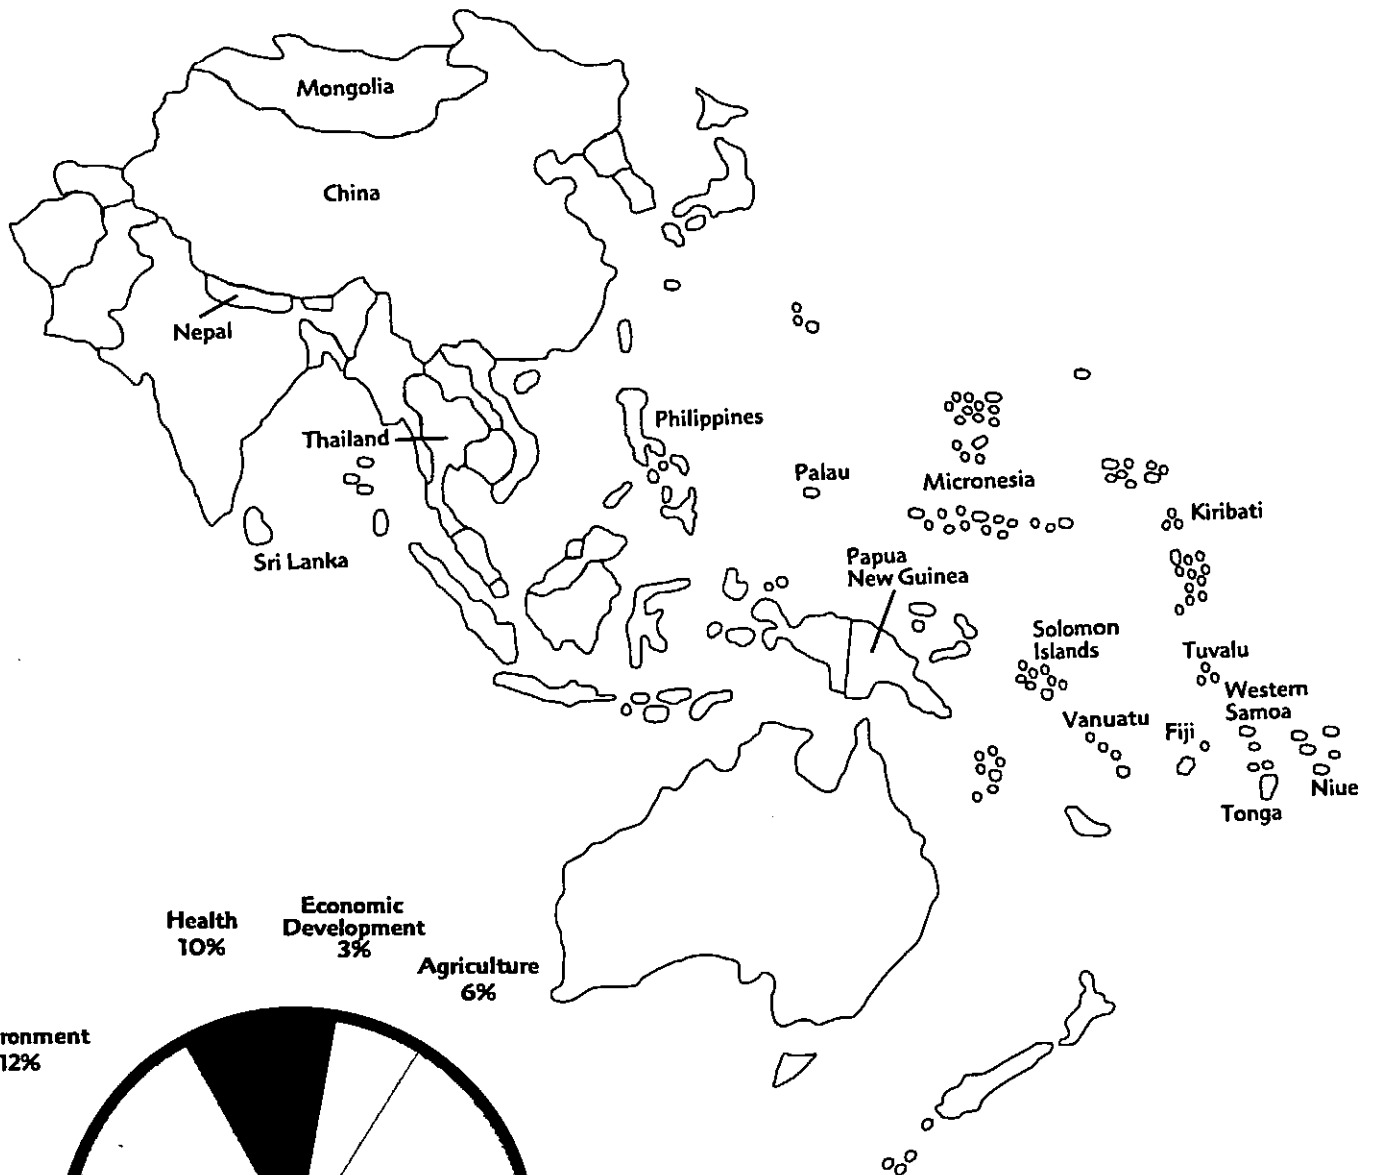 Mongolia
China
Nepal
Thailand
Philippines
Palau
Micronesia
Kiribati
Sri Lanka
Papua
New Guinea
Solomon
Islands
Tuvalu
Western
Samoa
Vanuatu
Fiji
Niue
Tonga
Health
10%
Economic
Development
3%
Agriculture
6%
ronment
12%